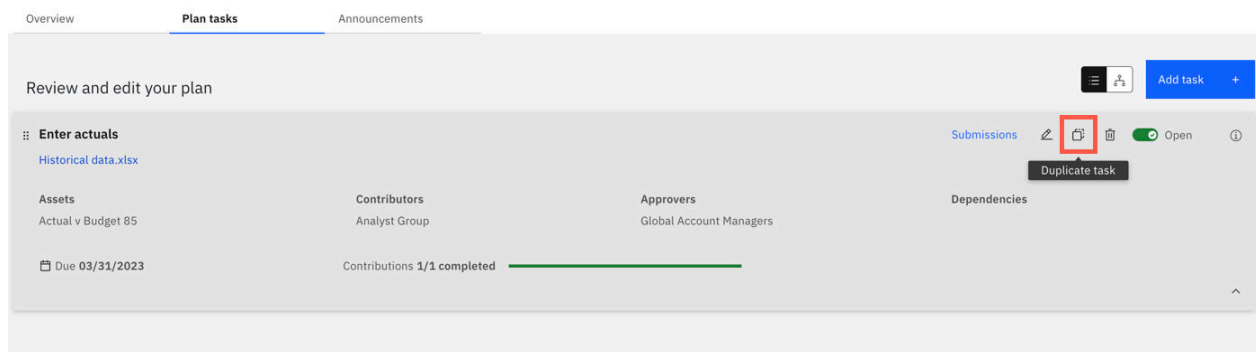 Overview Plan tasks Announcements
Review and edit your plan
Add task +
Enter actuals
Submissions
Open
Historical data.xlsx
Duplicate task
Assets Contributors Approvers Dependencies
Actual v Budget 85 Analyst Group Global Account Managers
Due 03/31/2023 Contributions 1/1 completed